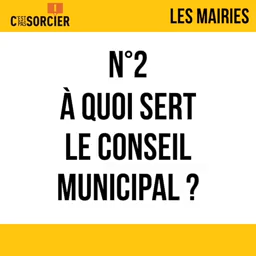 C'EST PAS SORCIER
LES MAIRIES
N°2
À QUOI SERT
LE CONSEIL
MUNICIPAL ?